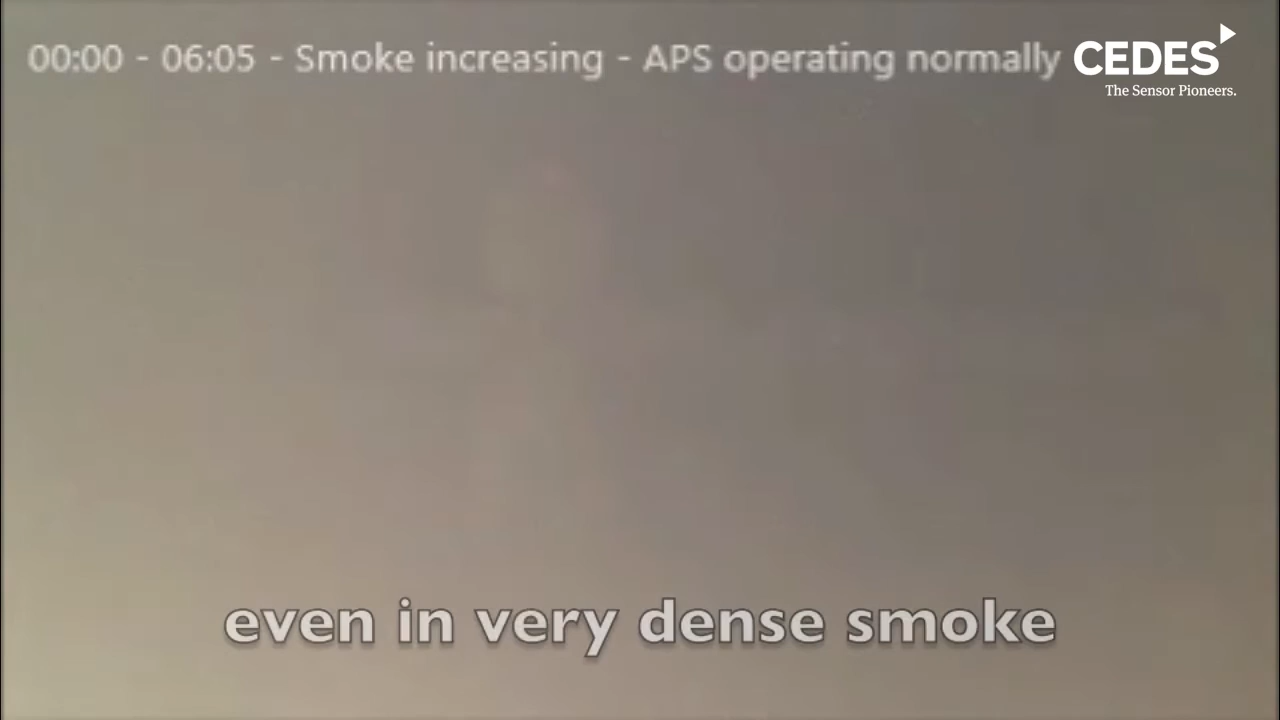 00:00 - 06:05 - Smoke increasing - APS operating normally
CEDES
The Sensor Pioneers.
even in very dense smoke